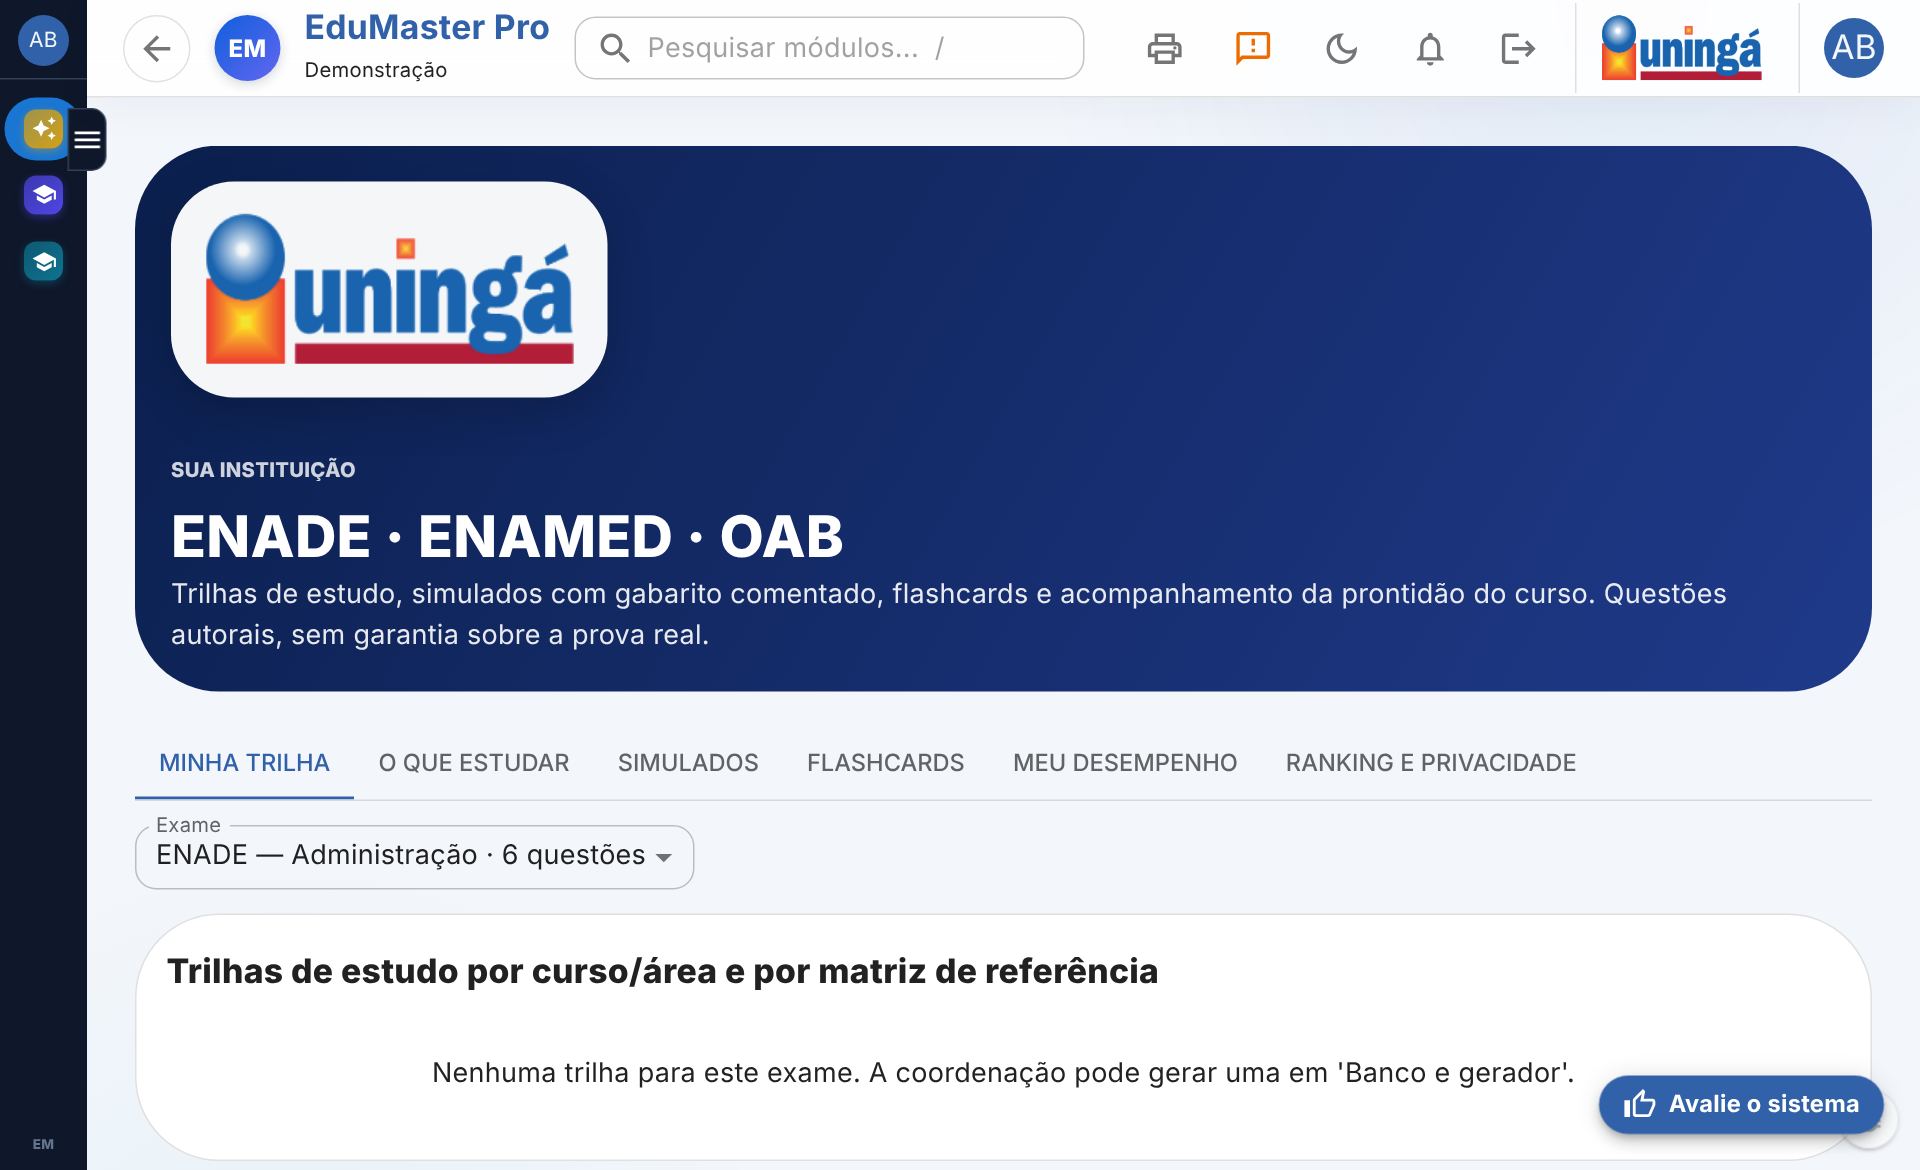 AB
EM
EduMaster Pro
Demonstração
Pesquisar módulos... /
uningá
AB
uningá
SUA INSTITUIÇÃO
ENADE · ENAMED · OAB
Trilhas de estudo, simulados com gabarito comentado, flashcards e acompanhamento da prontidão do curso. Questões
autorais, sem garantia sobre a prova real.
MINHA TRILHA
O QUE ESTUDAR
SIMULADOS
FLASHCARDS
MEU DESEMPENHO
RANKING E PRIVACIDADE
Exame
ENADE — Administração · 6 questões
Trilhas de estudo por curso/área e por matriz de referência
Nenhuma trilha para este exame. A coordenação pode gerar uma em 'Banco e gerador'.
Avalie o sistema
EM